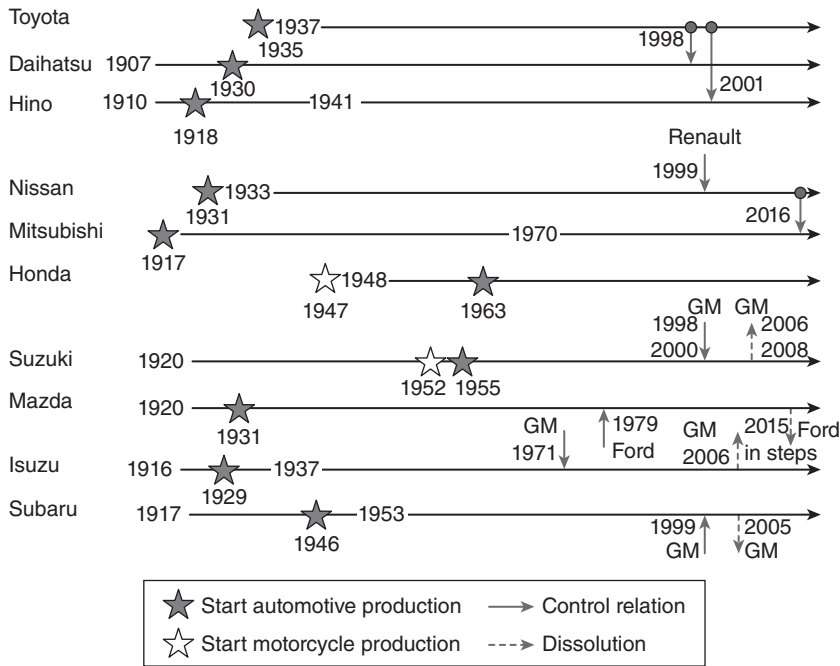 Toyota 1937 1935 1998
Daihatsu 1907 1930 2001
Hino 1910 1941 1918
Renault
Nissan 1933 1999 1931
Mitsubishi 1970 2016 1917
Honda 1948 1947 1963
GM GM
1998 2006
Suzuki 1920 2000 2008
1952 1955
Mazda 1920
1931 GM 1979 GM 2015 Ford
1971 Ford 2006 in steps
Isuzu 1916 1937
1929
Subaru 1917 1953
1946 1999 2005
GM GM
Start automotive production Control relation
Start motorcycle production Dissolution